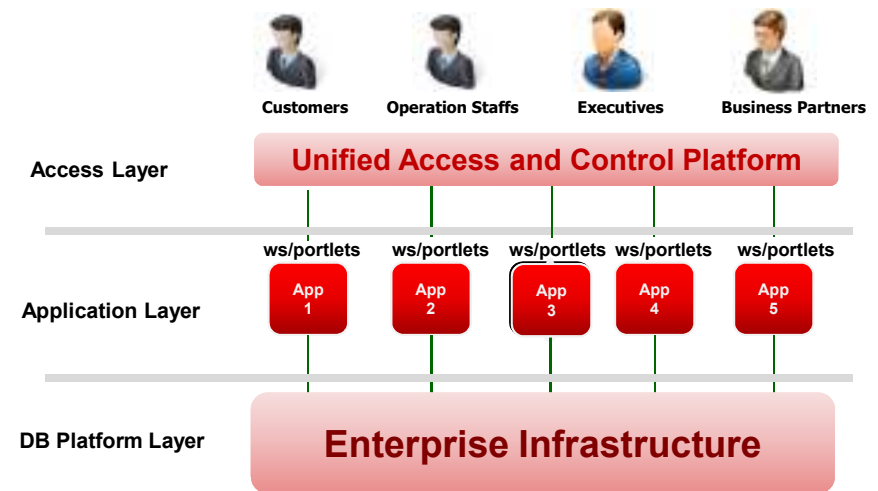 Customers
Operation Staffs
Executives
Business Partners
Access Layer
Unified Access and Control Platform
ws/portlets
ws/portlets
ws/portlets
ws/portlets
ws/portlets
Application Layer
App
1
App
2
App
3
App
4
App
5
DB Platform Layer
Enterprise Infrastructure